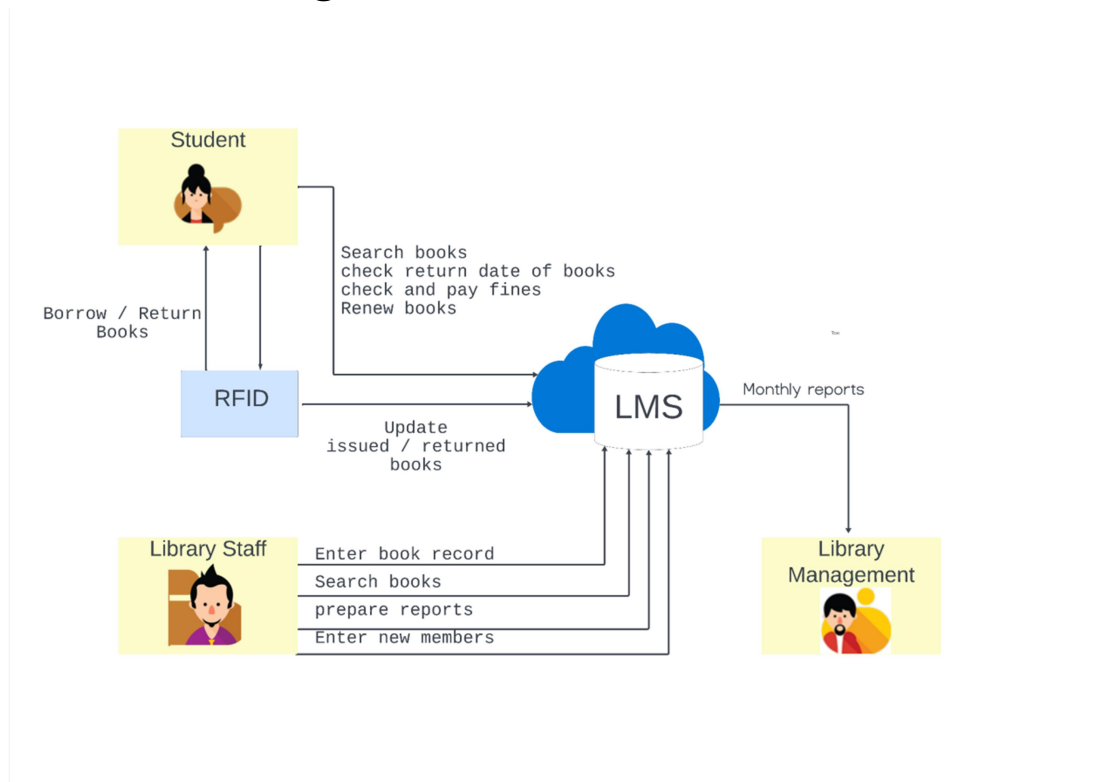 Student
Search books
check return date of books
check and pay fines
Renew books
Borrow / Return
Books
RFID
LMS
Monthly reports
Update
issued / returned
books
Library Staff
Enter book record
Search books
prepare reports
Enter new members
Library
Management